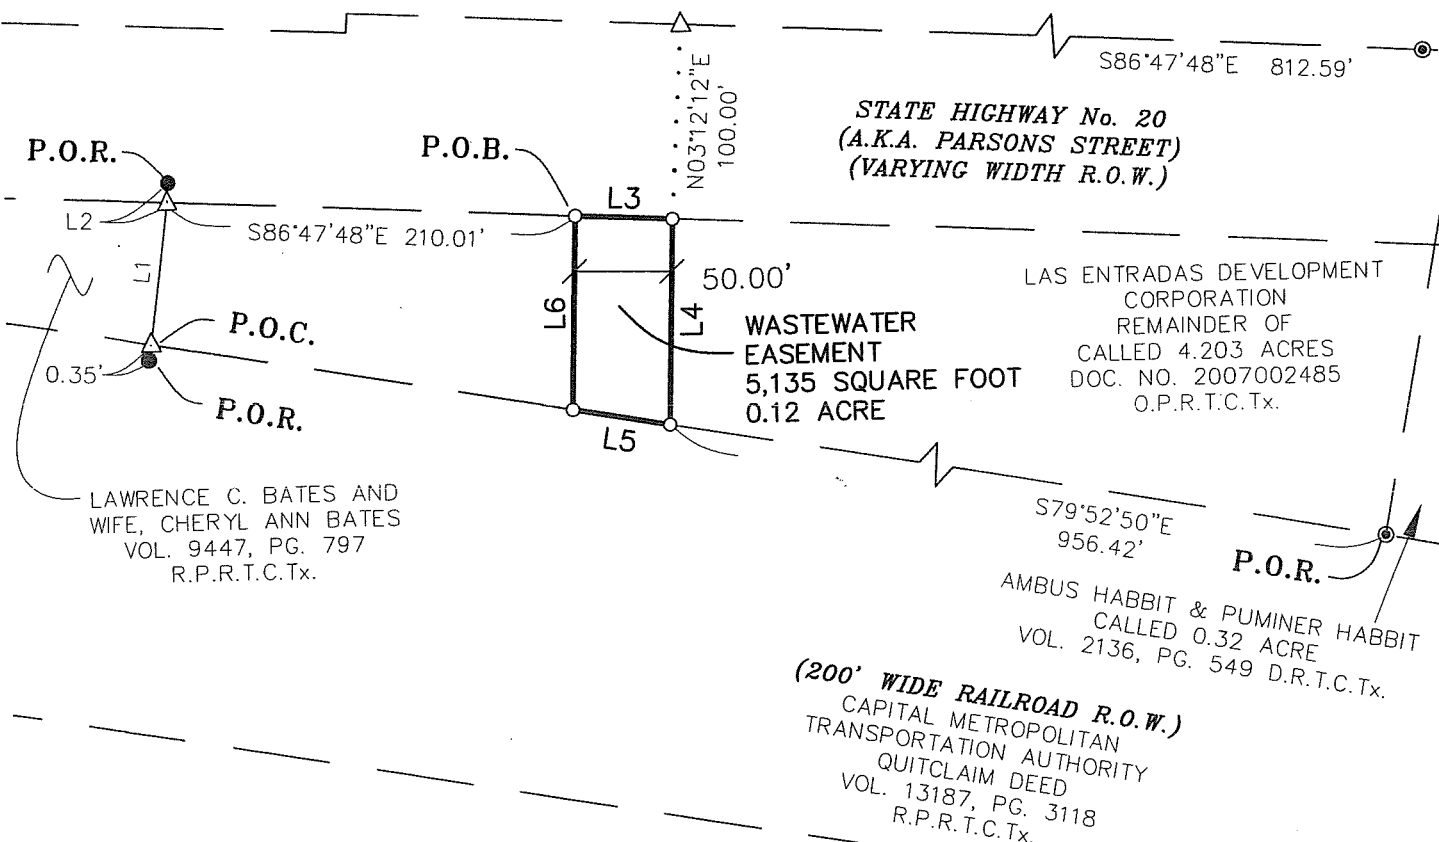 S86°47'48"E 812.59'
N03°12'12"E
100.00'
STATE HIGHWAY No. 20
(A.K.A. PARSONS STREET)
(VARYING WIDTH R.O.W.)
P.O.R.
P.O.B.
L3
L2
S86°47'48"E 210.01'
L1
50.00'
L6
L4
LAS ENTRADAS DEVELOPMENT
CORPORATION
REMAINDER OF
CALLED 4.203 ACRES
DOC. NO. 2007002485
O.P.R.T.C.Tx.
P.O.C.
WASTEWATER
EASEMENT
5,135 SQUARE FOOT
0.12 ACRE
0.35'
P.O.R.
L5
LAWRENCE C. BATES AND
WIFE, CHERYL ANN BATES
VOL. 9447, PG. 797
R.P.R.T.C.Tx.
S79°52'50"E
956.42'
P.O.R.
AMBUS HABBIT & PUMINER HABBIT
CALLED 0.32 ACRE
VOL. 2136, PG. 549 D.R.T.C.Tx.
(200' WIDE RAILROAD R.O.W.)
CAPITAL METROPOLITAN
TRANSPORTATION AUTHORITY
QUITCLAIM DEED
VOL. 13187, PG. 3118
R.P.R.T.C.Tx.